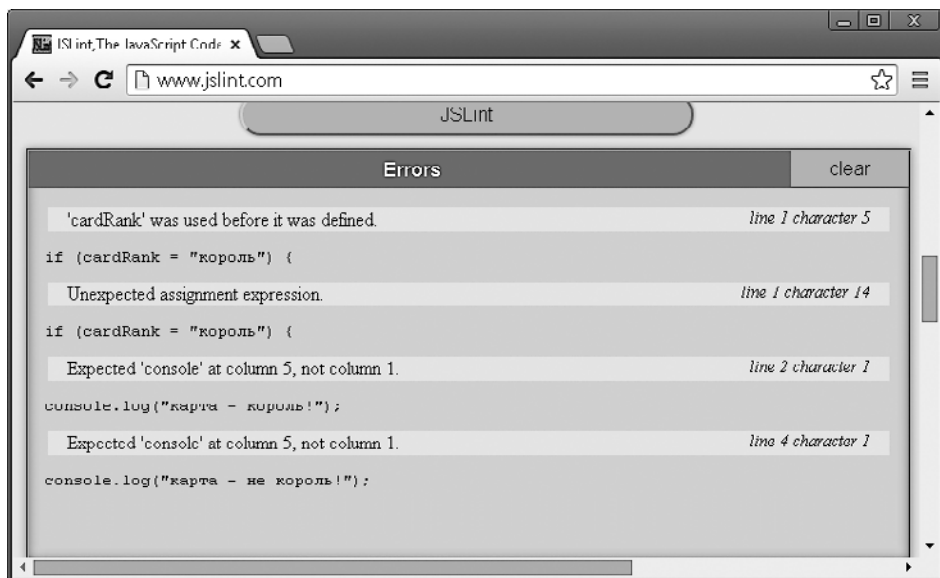 JSLint,The JavaScript Code
www.jslint.com
JSLint
Errors
clear
'cardRank' was used before it was defined.
line 1 character 5
if (cardRank = "король") {
Unexpected assignment expression.
line 1 character 14
if (cardRank = "король") {
Expected 'console' at column 5, not column 1.
line 2 character 1
console.log("карта - король!");
Expected 'console' at column 5, not column 1.
line 4 character 1
console.log("карта - не король!");